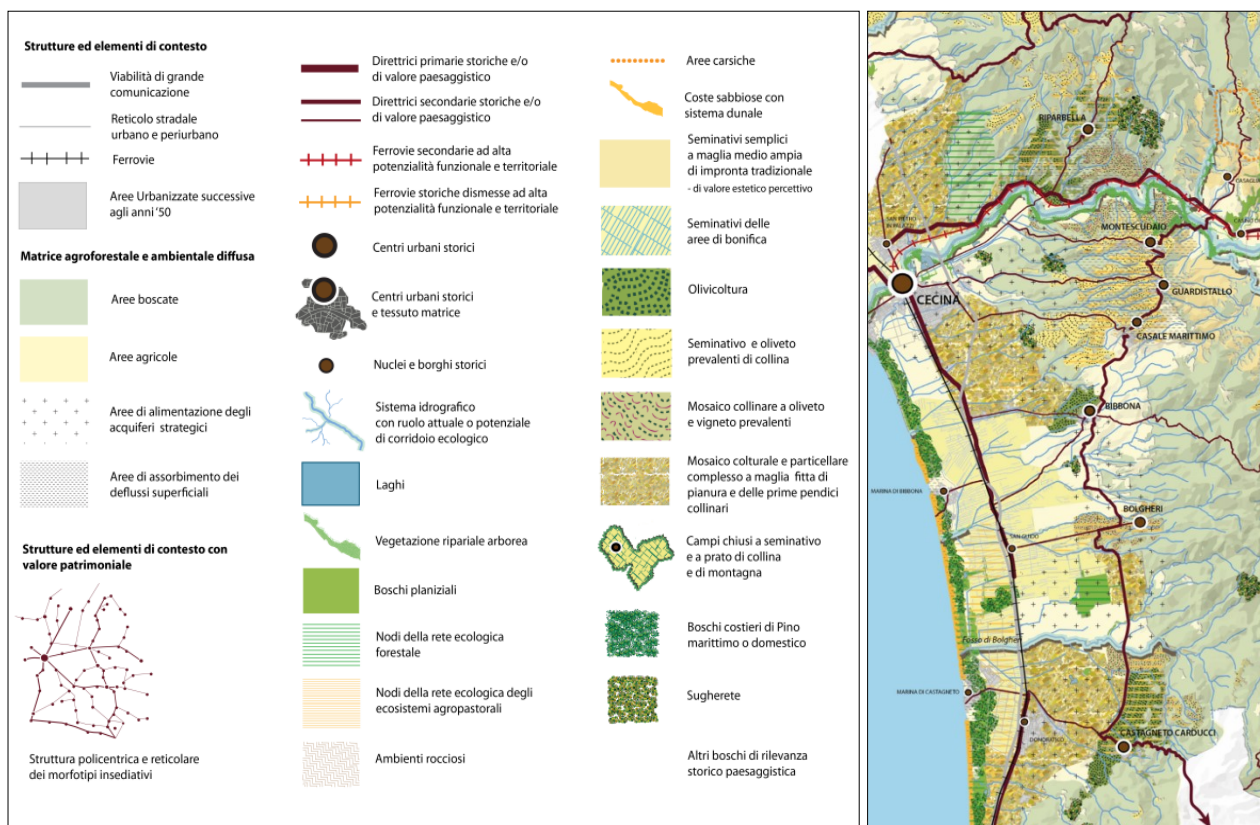 Strutture ed elementi di contesto
Viabilità di grande
comunicazione
Reticolo stradale
urbano e periurbano
Ferrovie
Aree Urbanizzate successive
agli anni '50
Matrice agroforestale e ambientale diffusa
Aree boscate
Aree agricole
Aree di alimentazione degli
acquiferi strategici
Aree di assorbimento dei
deflussi superficiali
Strutture ed elementi di contesto con
valore patrimoniale
Struttura policentrica e reticolare
dei morfotipi insediativi
Direttrici primarie storiche e/o
di valore paesaggistico
Direttrici secondarie storiche e/o
di valore paesaggistico
Ferrovie secondarie ad alta
potenzialità funzionale e territoriale
Ferrovie storiche dismesse ad alta
potenzialità funzionale e territoriale
Centri urbani storici
Centri urbani storici
e tessuto matrice
Nuclei e borghi storici
Sistema idrografico
con ruolo attuale o potenziale
di corridoio ecologico
Laghi
Vegetazione ripariale arborea
Boschi planiziali
Nodi della rete ecologica
forestale
Nodi della rete ecologica degli
ecosistemi agropastorali
Ambienti rocciosi
Aree carsiche
Coste sabbiose con
sistema dunale
Seminativi semplici
a maglia medio ampia
di impronta tradizionale
- di valore estetico percettivo
Seminativi delle
aree di bonifica
Olivicoltura
Seminativo e oliveto
prevalenti di collina
Mosaico collinare a oliveto
e vigneto prevalenti
Mosaico colturale e particellare
complesso a maglia fitta di
pianura e delle prime pendici
collinari
Campi chiusi a seminativo
e a prato di collina
e di montagna
Boschi costieri di Pino
marittimo o domestico
Sugherete
Altri boschi di rilevanza
storico paesaggistica
RIPARBELLA
SAN PIETRO
IN PALAZZI
MONTESCUDAIO
CECINA
GUARDISTALLO
CASALE MARITTIMO
BIBBONA
MARINA DI BIBBONA
BOLGHERI
SAN GUIDO
Fosso di Bolgheri
MARINA DI CASTAGNETO
DONORATICO
CASTAGNETO CARDUCCI